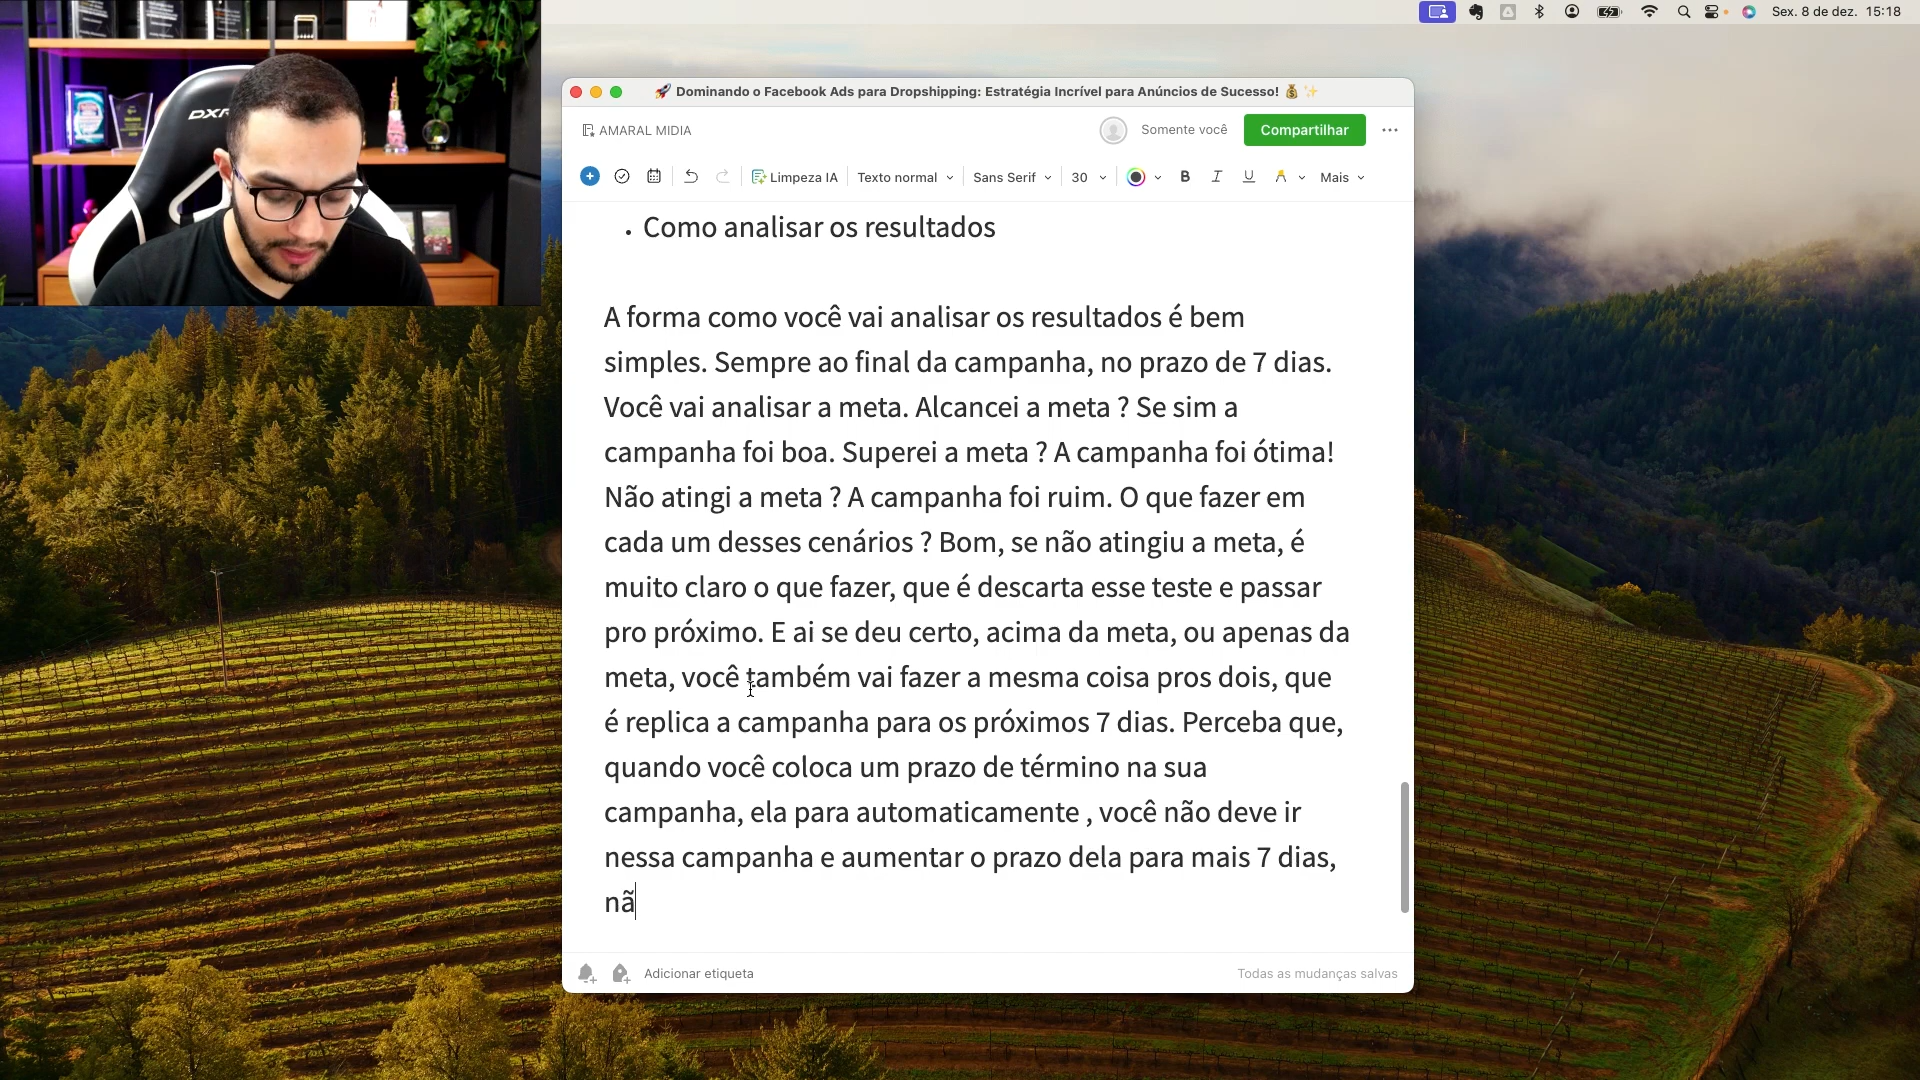 Sex. 8 de dez. 15:18
DXR
🚀 Dominando o Facebook Ads para Dropshipping: Estratégia Incrível para Anúncios de Sucesso! 💰 ✨
AMARAL MIDIA
Somente você
Compartilhar
Limpeza IA
Texto normal
Sans Serif
30
B
I
U
Mais
• Como analisar os resultados
A forma como você vai analisar os resultados é bem
simples. Sempre ao final da campanha, no prazo de 7 dias.
Você vai analisar a meta. Alcancei a meta ? Se sim a
campanha foi boa. Superei a meta ? A campanha foi ótima!
Não atingi a meta ? A campanha foi ruim. O que fazer em
cada um desses cenários ? Bom, se não atingiu a meta, é
muito claro o que fazer, que é descarta esse teste e passar
pro próximo. E ai se deu certo, acima da meta, ou apenas da
meta, você também vai fazer a mesma coisa pros dois, que
é replica a campanha para os próximos 7 dias. Perceba que,
quando você coloca um prazo de término na sua
campanha, ela para automaticamente , você não deve ir
nessa campanha e aumentar o prazo dela para mais 7 dias,
nã
Adicionar etiqueta
Todas as mudanças salvas